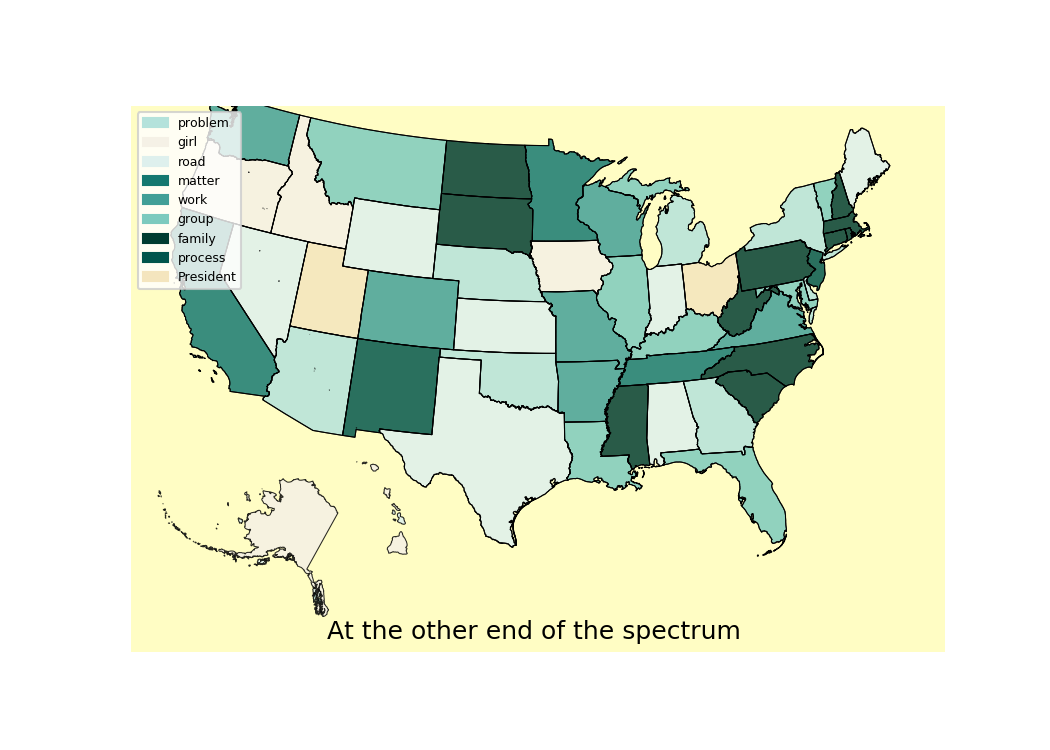 problem
girl
road
matter
work
group
family
process
President
At the other end of the spectrum